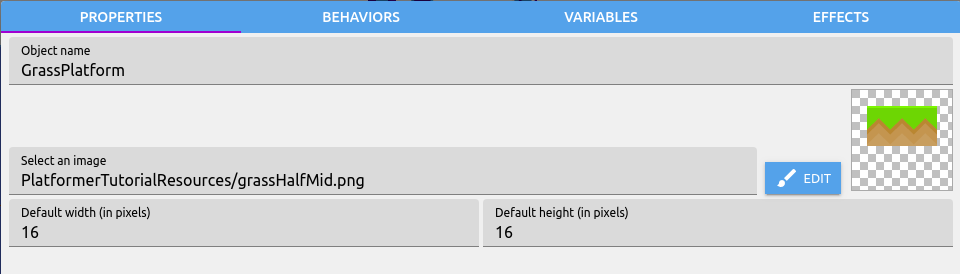 PROPERTIES BEHAVIORS VARIABLES EFFECTS
Object name
GrassPlatform
Select an image
PlatformerTutorialResources/grassHalfMid.png
EDIT
Default width (in pixels) Default height (in pixels)
16 16